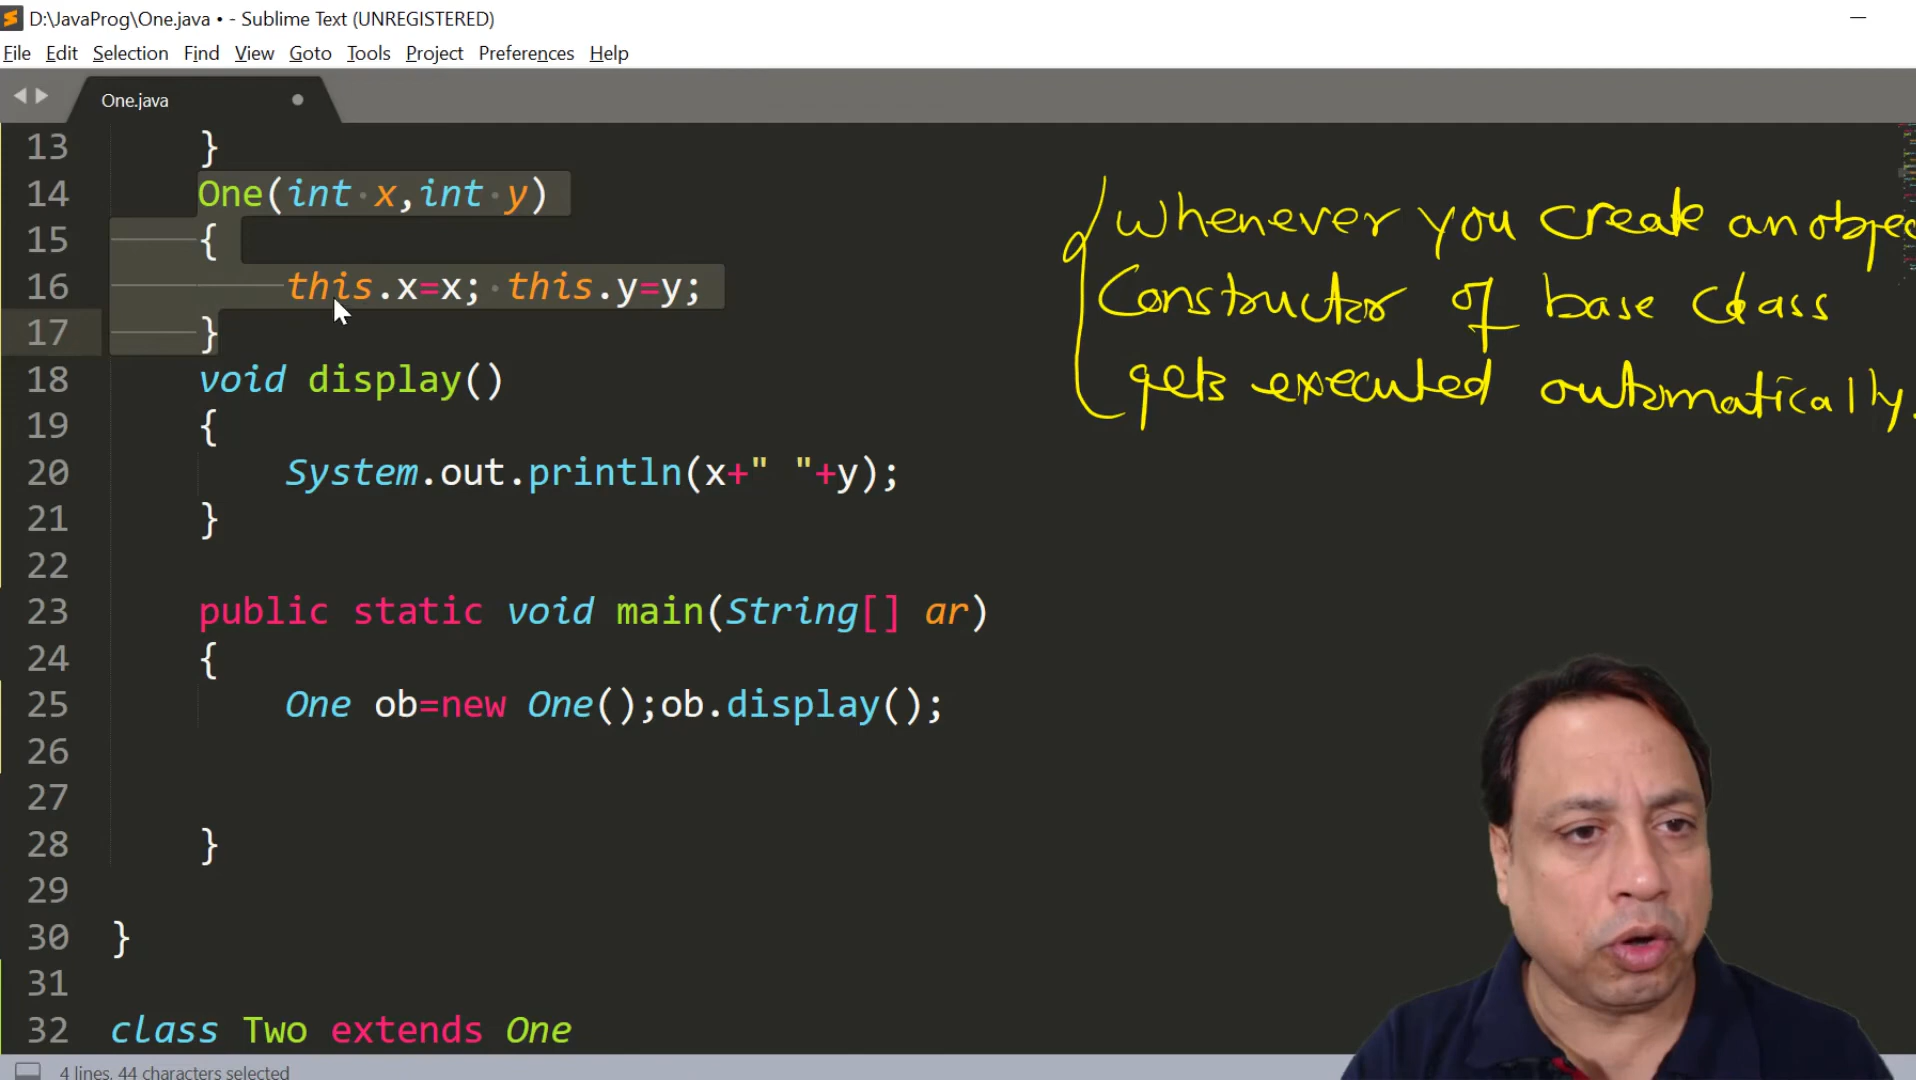 D:\JavaProg\One.java • - Sublime Text (UNREGISTERED)
File Edit Selection Find View Goto Tools Project Preferences Help
One.java
13 }
14 One(int x,int y)
15 {
16 this.x=x; this.y=y;
17 }
18 void display()
19 {
20 System.out.println(x+" "+y);
21 }
22
23 public static void main(String[] ar)
24 {
25 One ob=new One();ob.display();
26
27
28 }
29
30 }
31
32 class Two extends One
whenever you create an objec
Constructor of base class
gets executed automatically.
4 lines, 44 characters selected